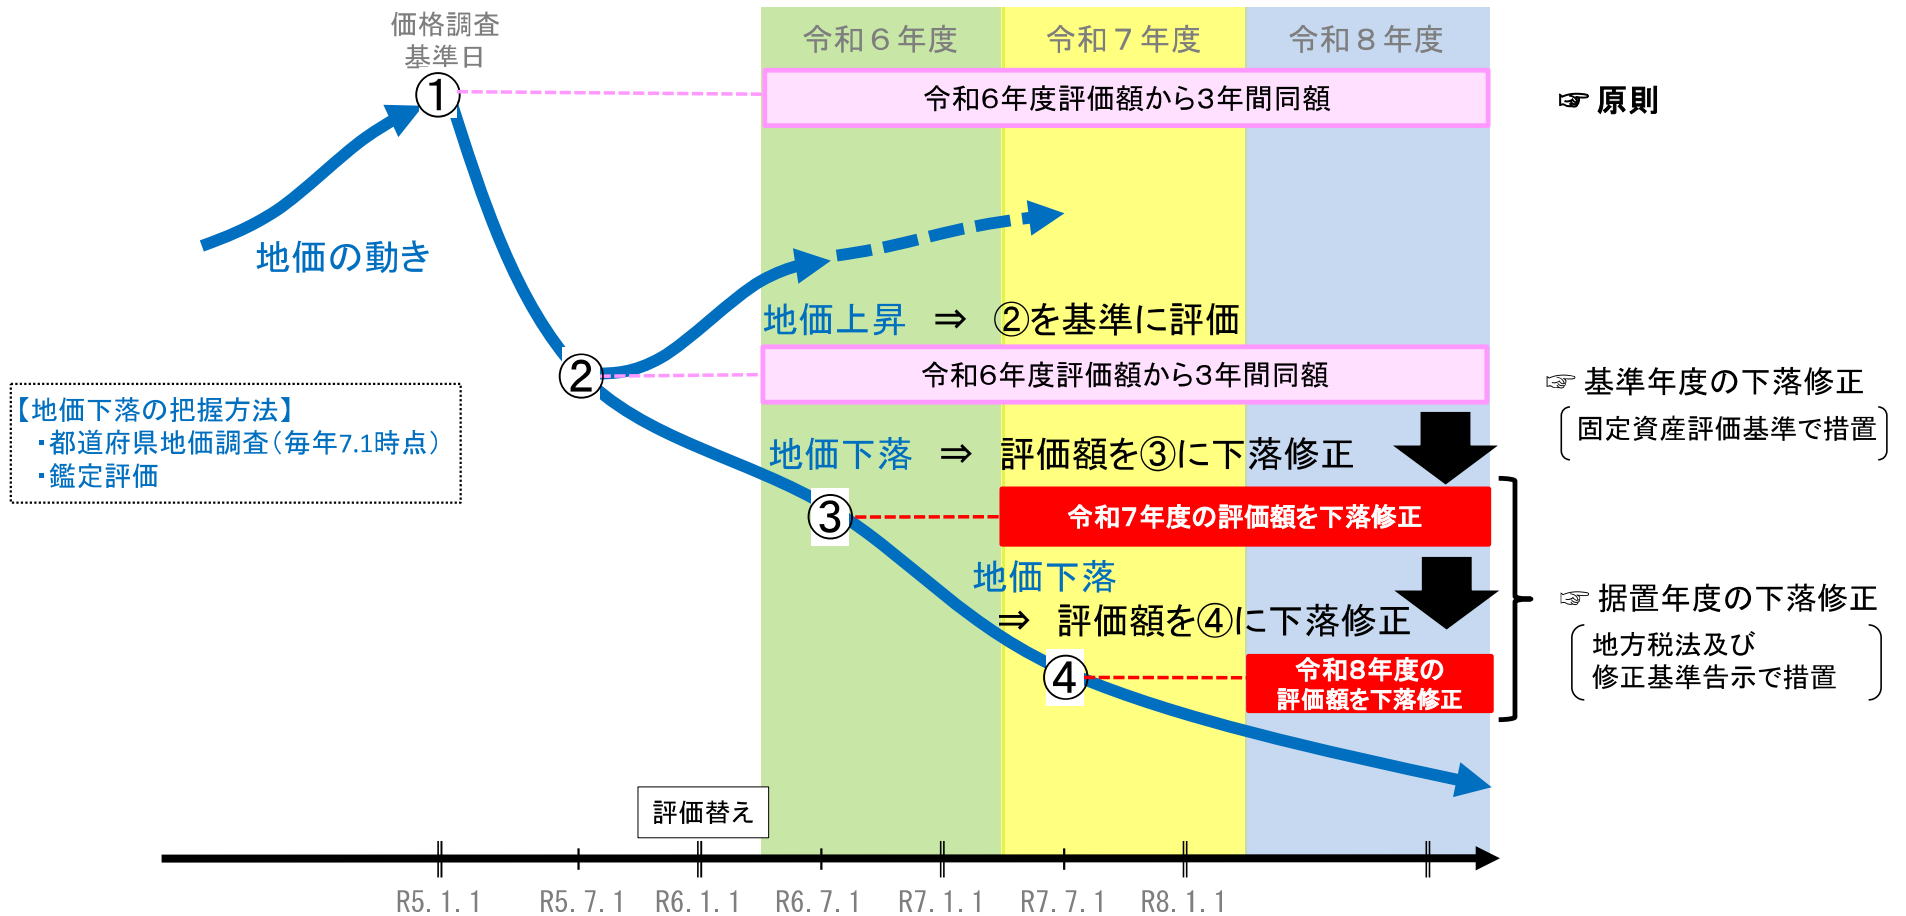 価格調査
基準日
令和６年度
令和７年度
令和８年度
①
令和6年度評価額から3年間同額
☞ 原則
地価の動き
地価上昇 ⇒ ②を基準に評価
②
令和6年度評価額から3年間同額
☞ 基準年度の下落修正
固定資産評価基準で措置
【地価下落の把握方法】
・都道府県地価調査（毎年7.1時点）
・鑑定評価
地価下落 ⇒ 評価額を③に下落修正
③
令和7年度の評価額を下落修正
地価下落
⇒ 評価額を④に下落修正
☞ 据置年度の下落修正
地方税法及び
修正基準告示で措置
④
令和8年度の
評価額を下落修正
評価替え
R5.1.1
R5.7.1
R6.1.1
R6.7.1
R7.1.1
R7.7.1
R8.1.1